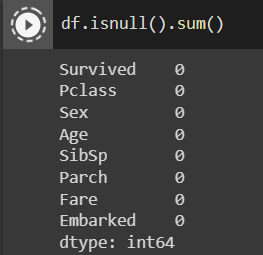 df.isnull().sum()
Survived 0
Pclass 0
Sex 0
Age 0
SibSp 0
Parch 0
Fare 0
Embarked 0
dtype: int64